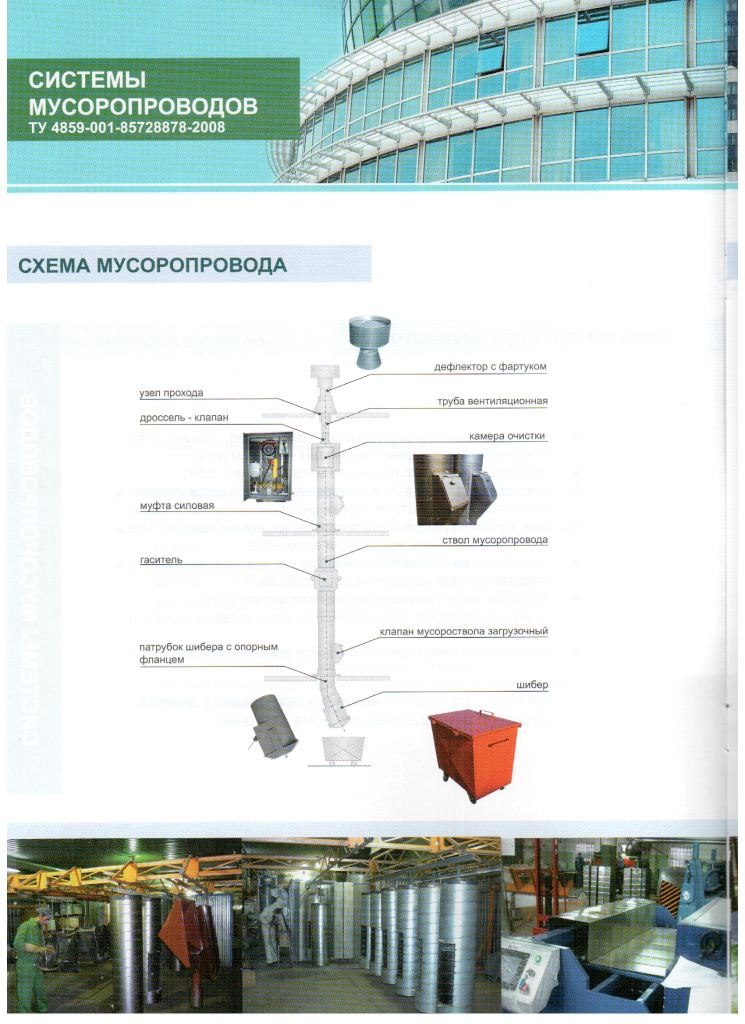 СИСТЕМЫ
МУСОРОПРОВОДОВ
ТУ 4859-001-85728878-2008
СХЕМА МУСОРОПРОВОДА
дефлектор с фартуком
узел прохода
труба вентиляционная
дроссель - клапан
камера очистки
муфта силовая
ствол мусоропровода
гаситель
клапан мусороствола загрузочный
патрубок шибера с опорным
фланцем
шибер